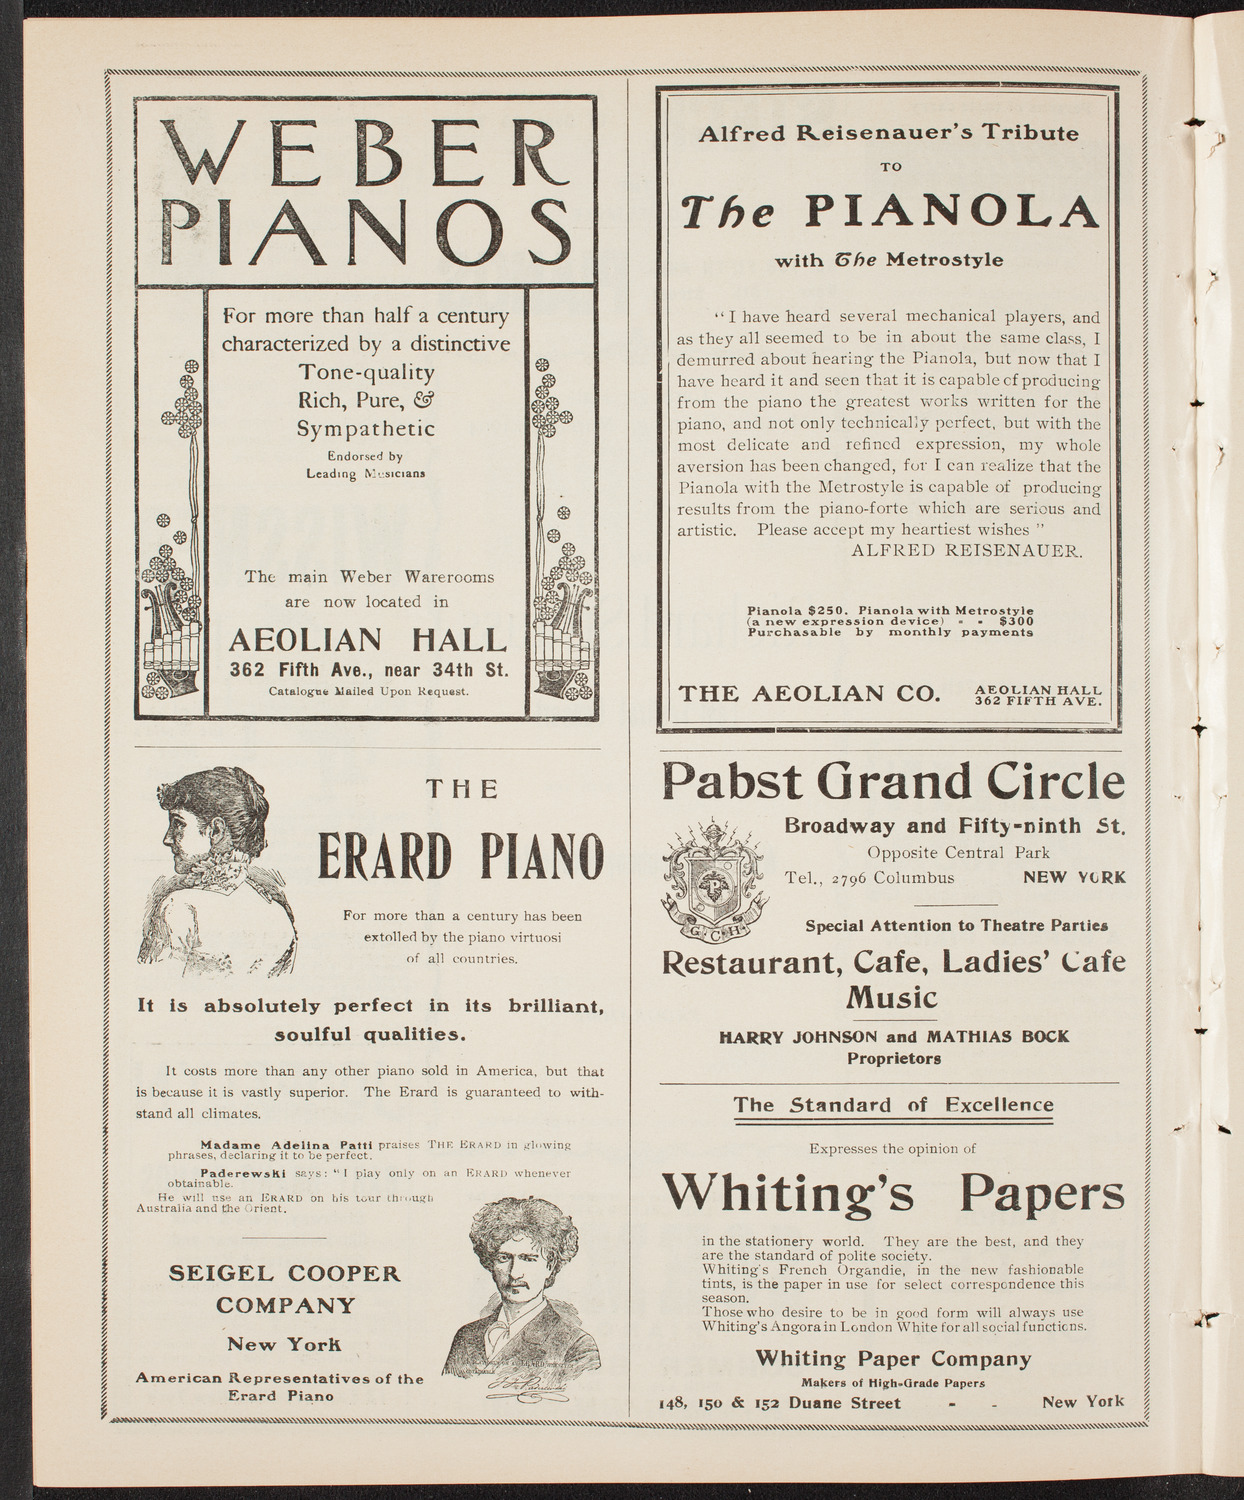 WEBER
PIANOS
For more than half a century
characterized by a distinctive
Tone-quality
Rich, Pure, &
Sympathetic
Endorsed by
Leading Musicians
The main Weber Warerooms
are now located in
AEOLIAN HALL
362 Fifth Ave., near 34th St.
Catalogue Mailed Upon Request.
THE
ERARD PIANO
For more than a century has been
extolled by the piano virtuosi
of all countries.
It is absolutely perfect in its brilliant,
soulful qualities.
It costs more than any other piano sold in America, but that
is because it is vastly superior. The Erard is guaranteed to with-
stand all climates.
Madame Adelina Patti praises THE ERARD in glowing
phrases, declaring it to be perfect.
Paderewski says: "I play only on an ERARD whenever
obtainable.
He will use an ERARD on his tour through
Australia and the Orient.
SEIGEL COOPER
COMPANY
New York
American Representatives of the
Erard Piano
Alfred Reisenauer's Tribute
TO
The PIANOLA
with The Metrostyle
"I have heard several mechanical players, and
as they all seemed to be in about the same class, I
demurred about hearing the Pianola, but now that I
have heard it and seen that it is capable of producing
from the piano the greatest works written for the
piano, and not only technically perfect, but with the
most delicate and refined expression, my whole
aversion has been changed, for I can realize that the
Pianola with the Metrostyle is capable of producing
results from the piano-forte which are serious and
artistic. Please accept my heartiest wishes"
ALFRED REISENAUER.
Pianola $250. Pianola with Metrostyle
(a new expression device) - - $300
Purchasable by monthly payments
THE AEOLIAN CO. AEOLIAN HALL
362 FIFTH AVE.
Pabst Grand Circle
Broadway and Fifty-ninth St.
Opposite Central Park
Tel., 2796 Columbus NEW YORK
P
G.C.H.
Special Attention to Theatre Parties
Restaurant, Cafe, Ladies' Cafe
Music
HARRY JOHNSON and MATHIAS BOCK
Proprietors
The Standard of Excellence
Expresses the opinion of
Whiting's Papers
in the stationery world. They are the best, and they
are the standard of polite society.
Whiting's French Organdie, in the new fashionable
tints, is the paper in use for select correspondence this
season.
Those who desire to be in good form will always use
Whiting's Angora in London White for all social functions.
Whiting Paper Company
Makers of High-Grade Papers
148, 150 & 152 Duane Street - - New York